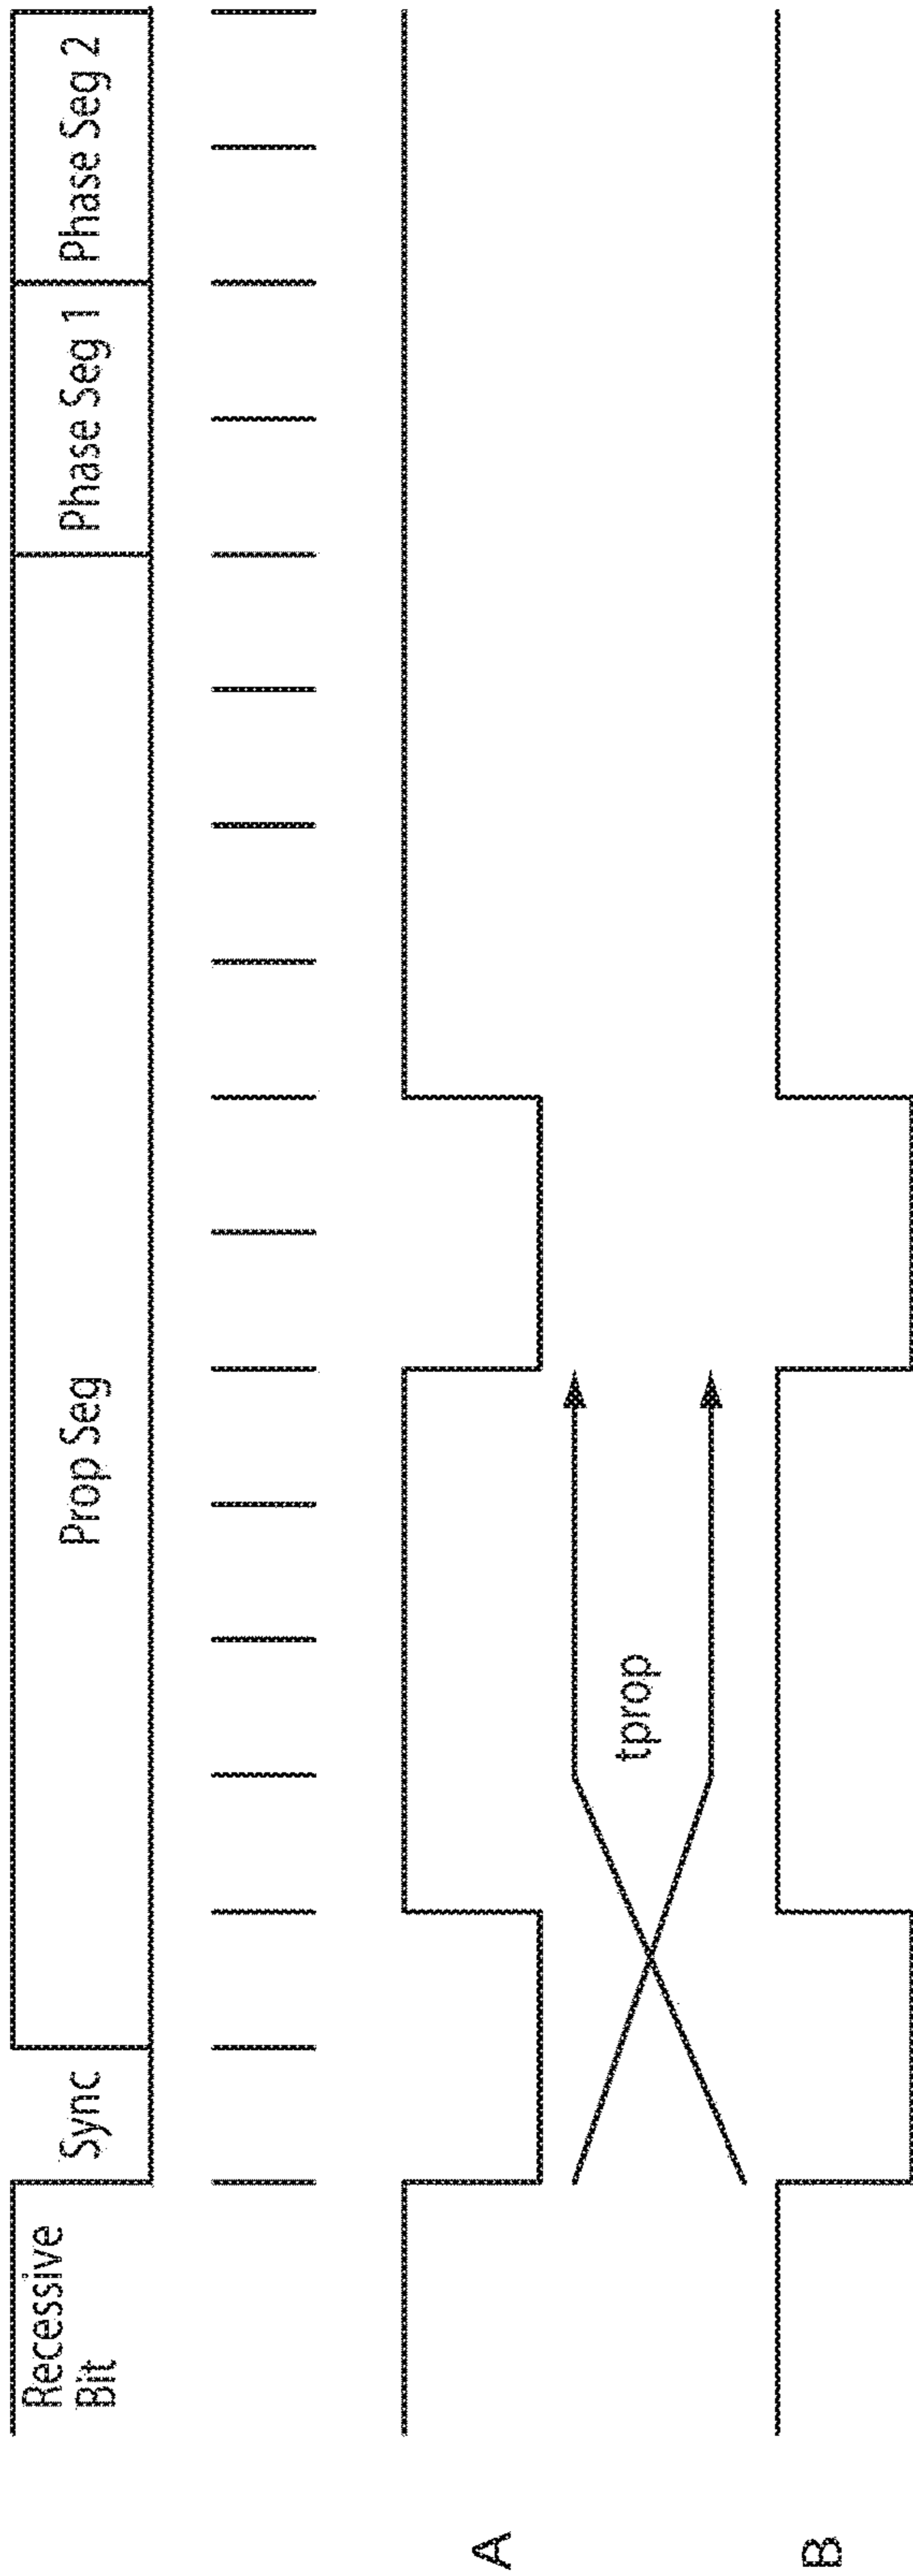 Recessive
Bit
Sync
Prop Seg
Phase Seg 1
Phase Seg 2
A
tprop
B